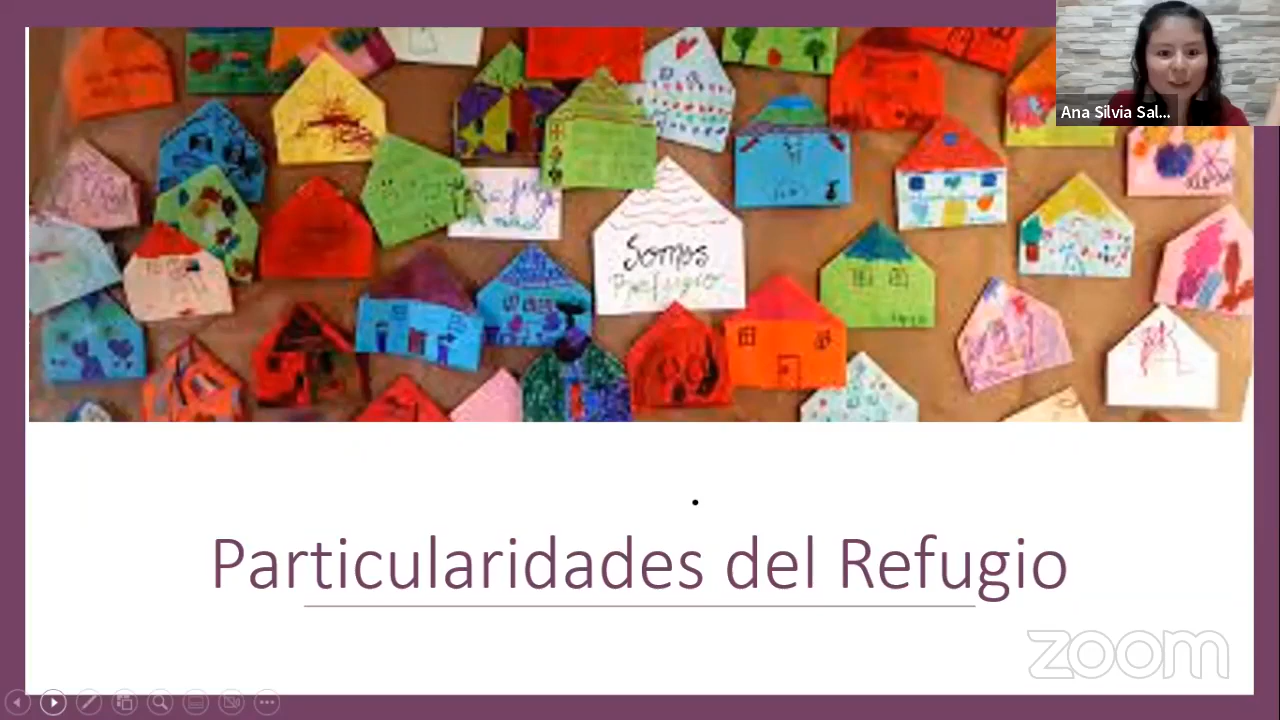 Ana Silvia Sal...
Somos
Refugio
Particularidades del Refugio
zoom